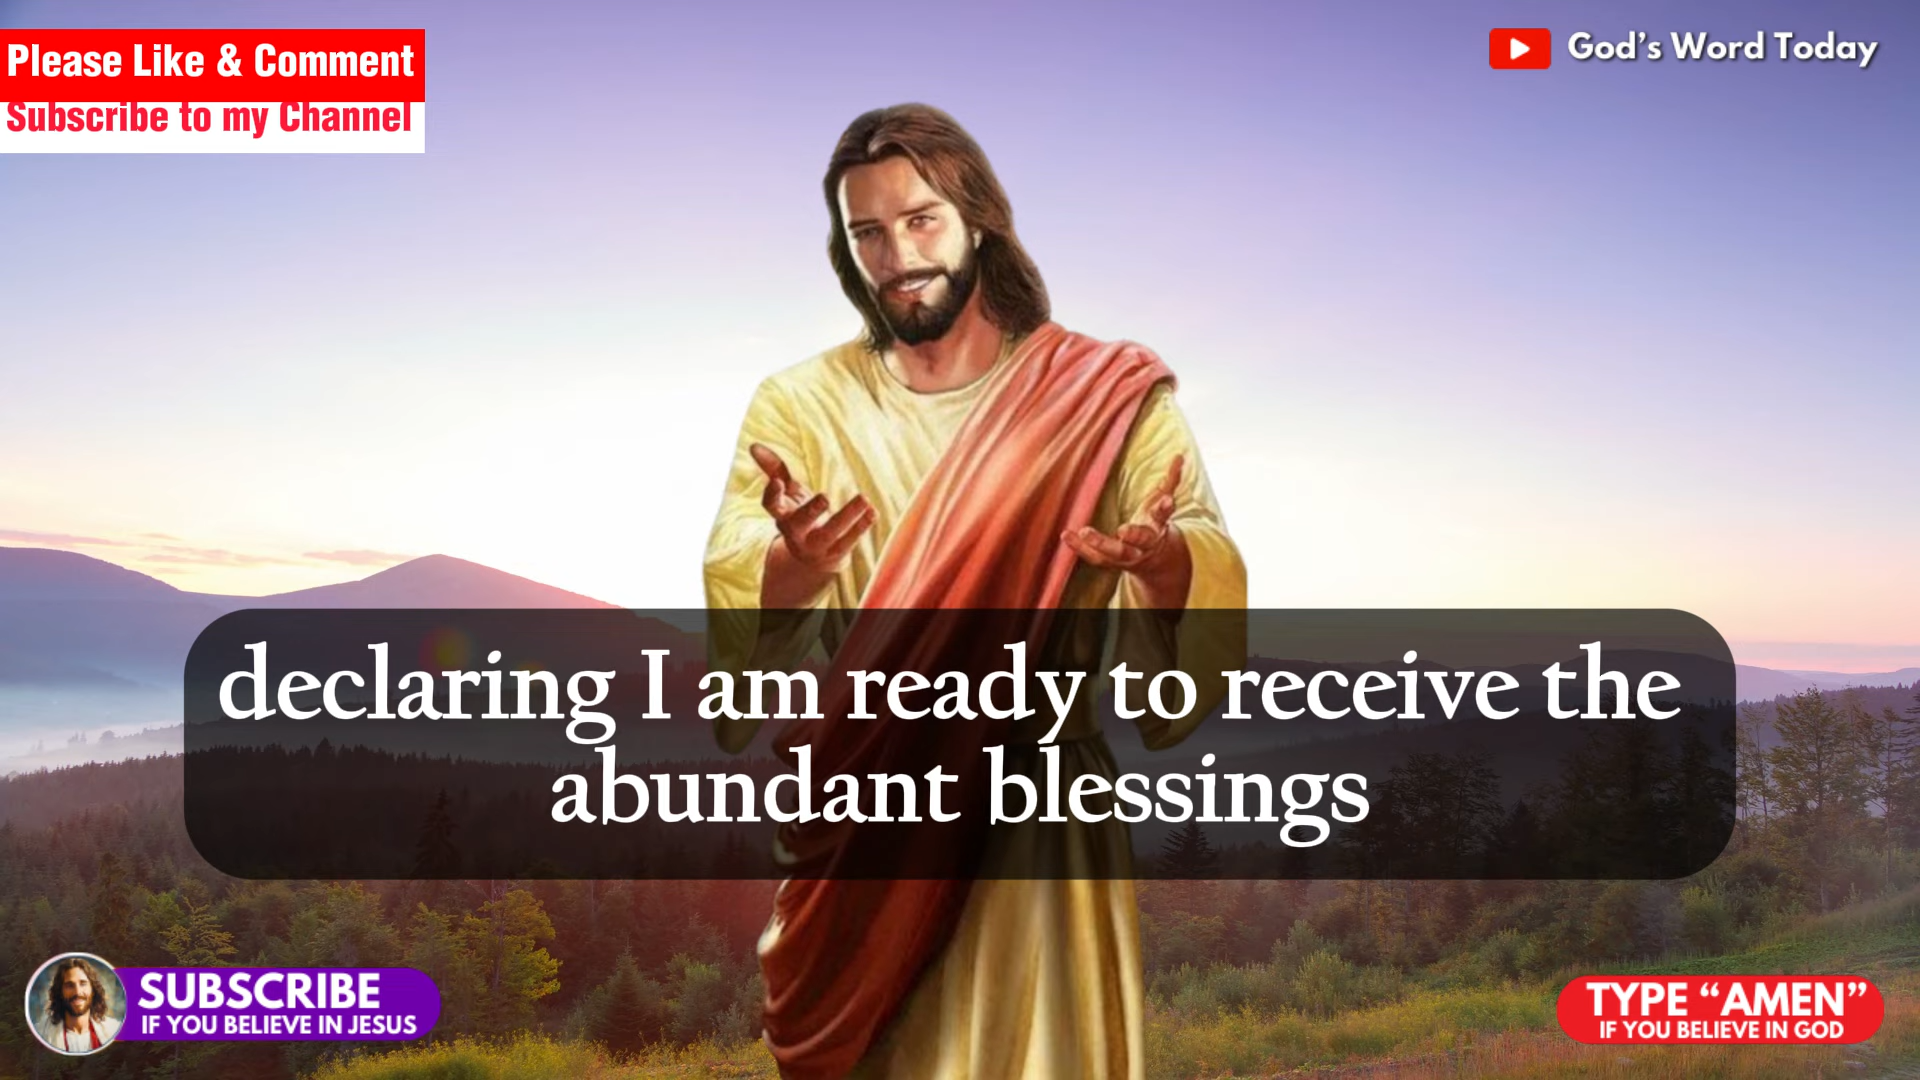 Please Like & Comment
Subscribe to my Channel
God's Word Today
declaring I am ready to receive the
abundant blessings
SUBSCRIBE
IF YOU BELIEVE IN JESUS
TYPE “AMEN”
IF YOU BELIEVE IN GOD